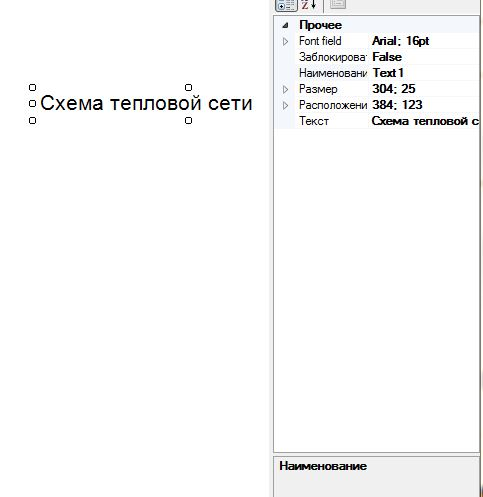 Схема тепловой сети
Прочее
Font field Arial; 16pt
Заблокироват False
Наименовани Text1
Размер 304; 25
Расположени 384; 123
Текст Схема тепловой с
Наименование